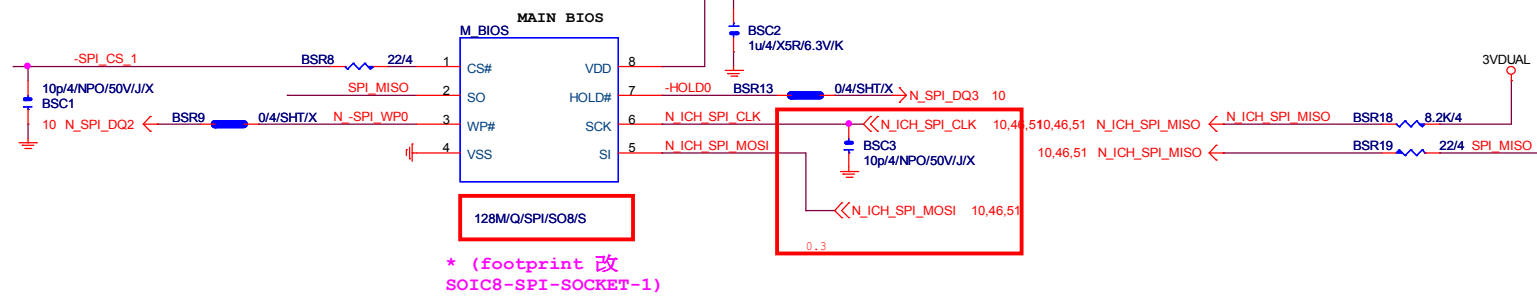 MAIN BIOS
M_BIOS
BSC2
1u/4/X5R/6.3V/K
-SPI_CS_1
BSR8
22/4
1
CS#
VDD
8
3VDUAL
10p/4/NPO/50V/J/X
BSC1
SPI_MISO
2
SO
HOLD#
7
-HOLD0
BSR13
0/4/SHT/X
N_SPI_DQ3
10
10
N_SPI_DQ2
BSR9
0/4/SHT/X
N_-SPI_WP0
3
WP#
SCK
6
N_ICH_SPI_CLK
N_ICH_SPI_CLK
10,46,51
10,46,51
N_ICH_SPI_MISO
N_ICH_SPI_MISO
BSR18
8.2K/4
4
VSS
SI
5
N_ICH_SPI_MOSI
BSC3
10p/4/NPO/50V/J/X
10,46,51
N_ICH_SPI_MISO
BSR19
22/4
SPI_MISO
128M/Q/SPI/SO8/S
N_ICH_SPI_MOSI
10,46,51
0.3
* (footprint 改
SOIC8-SPI-SOCKET-1)